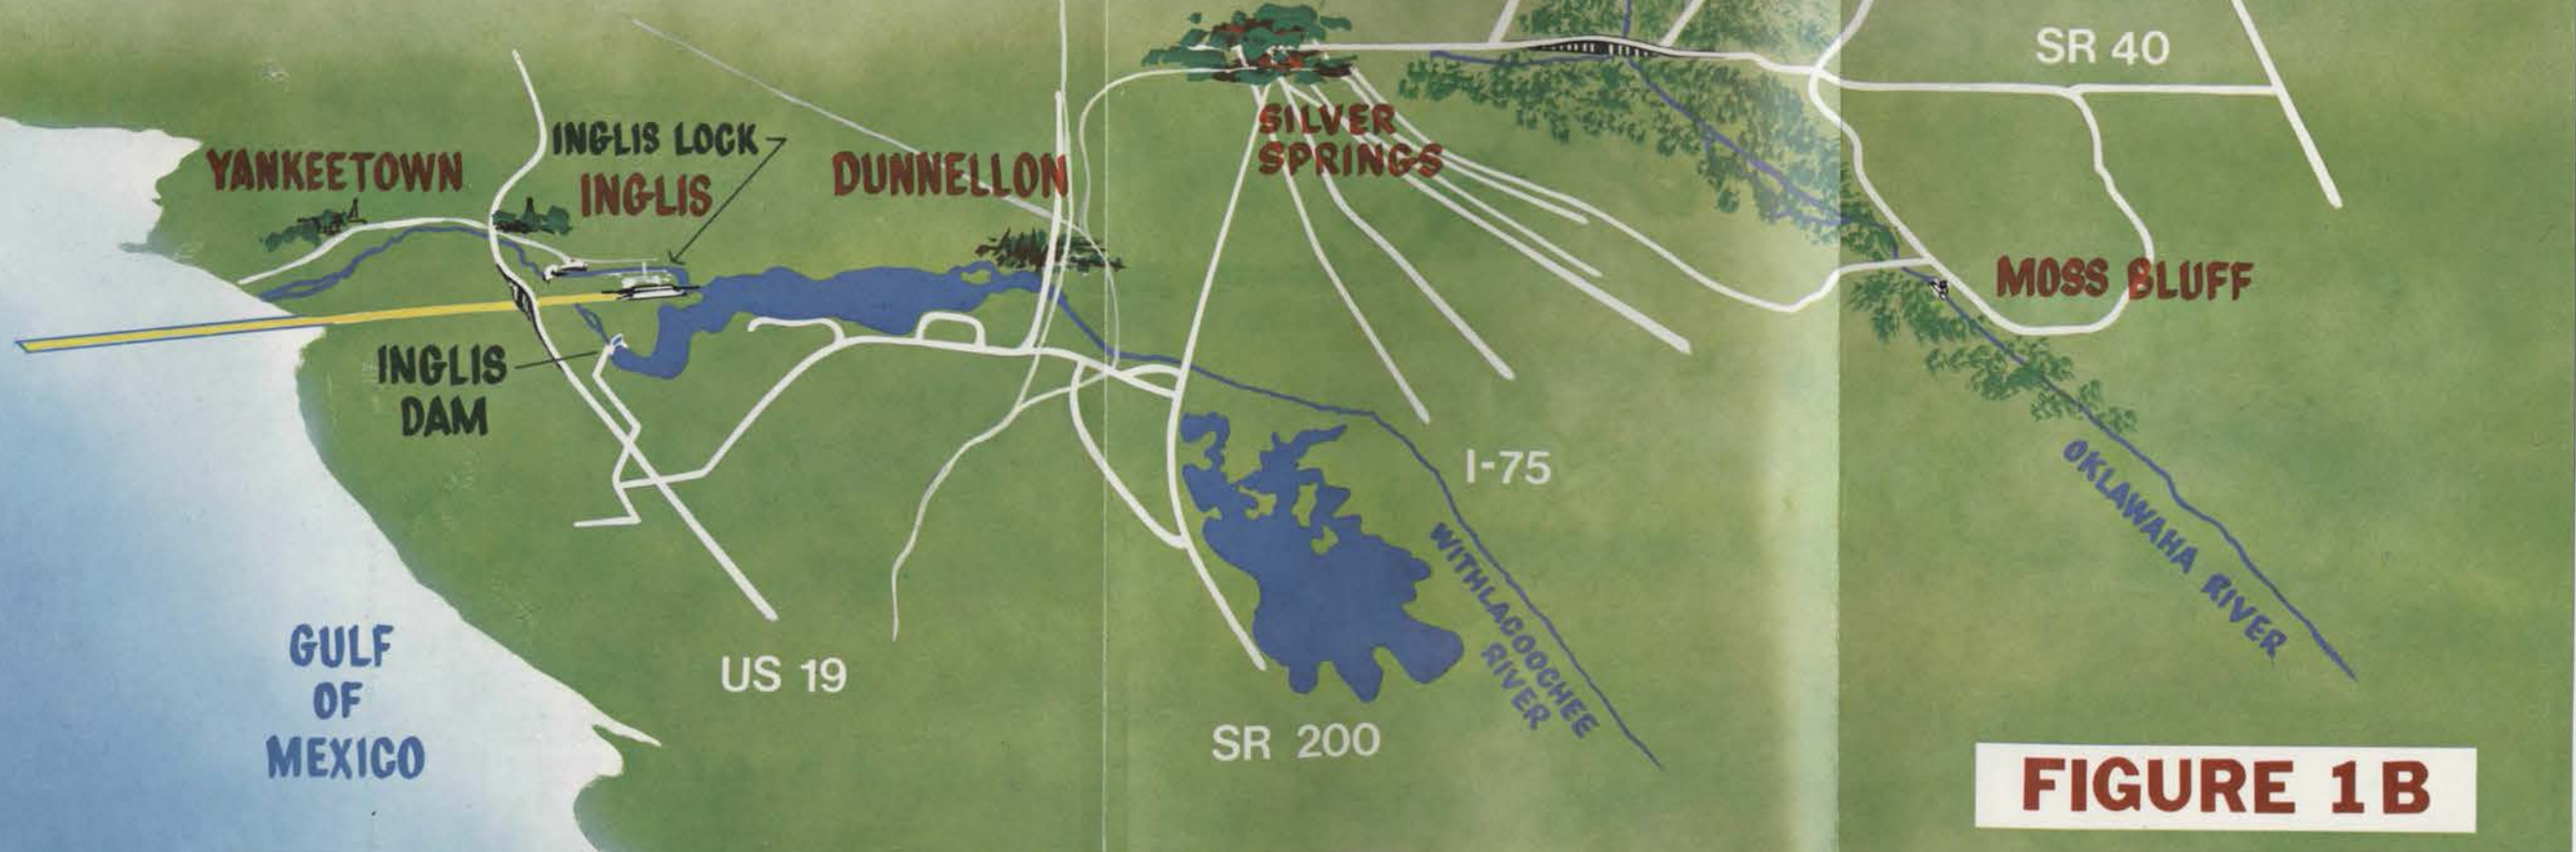 SR 40
YANKEETOWN
INGLIS LOCK
INGLIS
DUNNELLON
SILVER
SPRINGS
MOSS BLUFF
INGLIS
DAM
I-75
OKLAWAHA RIVER
WITHLACOOCHEE
RIVER
GULF
OF
MEXICO
US 19
SR 200
FIGURE 1B